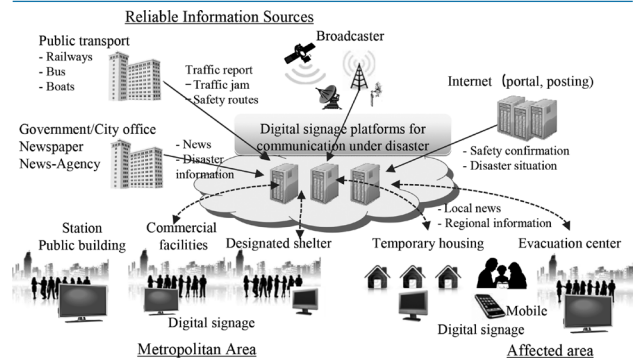 Reliable Information Sources
Public transport
- Railways
- Bus
- Boats
Traffic report
- Traffic jam
- Safety routes
Broadcaster
Internet (portal, posting)
Government/City office
Newspaper
News-Agency
- News
- Disaster
information
Digital signage platforms for
communication under disaster
- Safety confirmation
- Disaster situation
- Local news
- Regional information
Station
Public building
Commercial
facilities
Designated shelter
Temporary housing
Evacuation center
Digital signage
Mobile
Digital signage
Metropolitan Area
Affected area